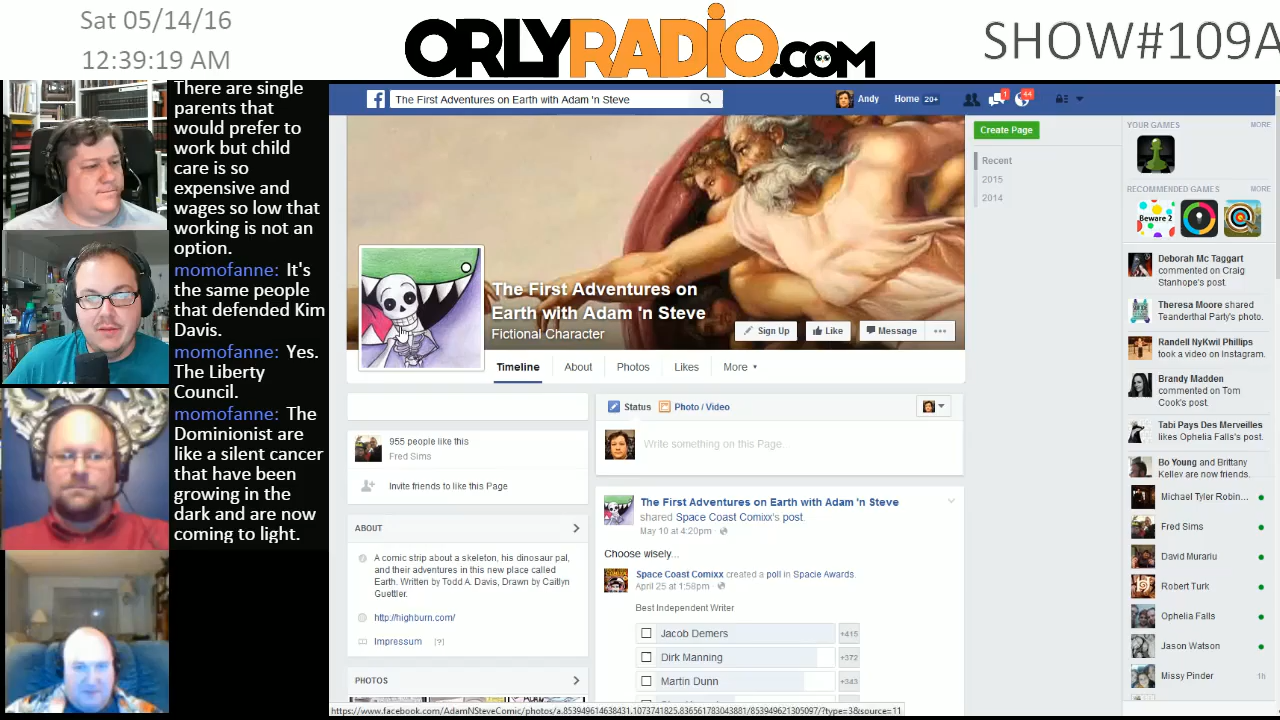 Sat 05/14/16
12:39:19 AM
ORLYRADiO.COM
SHOW#109A
There are single
parents that
would prefer to
work but child
care is so
expensive and
wages so low that
working is not an
option.
momofanne: It's
the same people
that defended Kim
Davis.
momofanne: Yes.
The Liberty
Council.
momofanne: The
Dominionist are
like a silent cancer
that have been
growing in the
dark and are now
coming to light.
The First Adventures on Earth with Adam 'n Steve
Andy
Home 20+
1
44
The First Adventures on
Earth with Adam 'n Steve
Fictional Character
Sign Up
Like
Message
Timeline
About
Photos
Likes
More
955 people like this
Fred Sims
Invite friends to like this Page
ABOUT
A comic strip about a skeleton, his dinosaur pal,
and their adventures in this new place called
Earth. Written by Todd A. Davis, Drawn by Caitlyn
Guettler.
http://highburn.com/
Impressum [?]
PHOTOS
Status
Photo / Video
Write something on this Page.
The First Adventures on Earth with Adam 'n Steve
shared Space Coast Comixx's post.
May 10 at 4:20pm
Choose wisely...
Space Coast Comixx created a poll in Spacie Awards.
April 25 at 1:58pm
Best Independent Writer
Jacob Demers +415
Dirk Manning +372
Martin Dunn +343
Create Page
Recent
2015
2014
YOUR GAMES
MORE
RECOMMENDED GAMES
MORE
Beware 2
Deborah Mc Taggart
commented on Craig
Stanhope's post.
Theresa Moore shared
Teanderthal Party's photo.
Randell NyKwil Phillips
took a video on Instagram.
Brandy Madden
commented on Tom
Cook's post.
Tabi Pays Des Merveilles
likes Ophelia Falls's post.
Bo Young and Brittany
Kelley are now friends.
Michael Tyler Robin...
Fred Sims
David Murariu
Robert Turk
Ophelia Falls
Jason Watson
Missy Pinder 1h